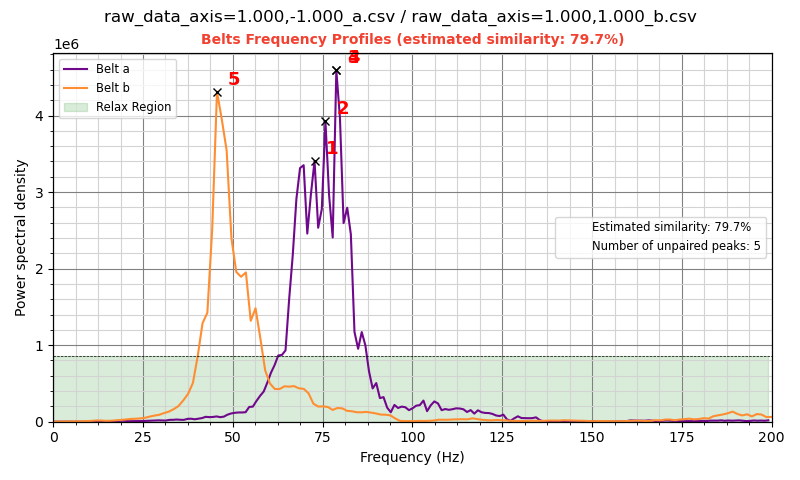 raw_data_axis=1.000,-1.000_a.csv / raw_data_axis=1.000,1.000_b.csv
Belts Frequency Profiles (estimated similarity: 79.7%)
1e6
Belt a
Belt b
Relax Region
5
2
1
Estimated similarity: 79.7%
Number of unpaired peaks: 5
Power spectral density
4
3
2
1
0
0 25 50 75 100 125 150 175 200
Frequency (Hz)